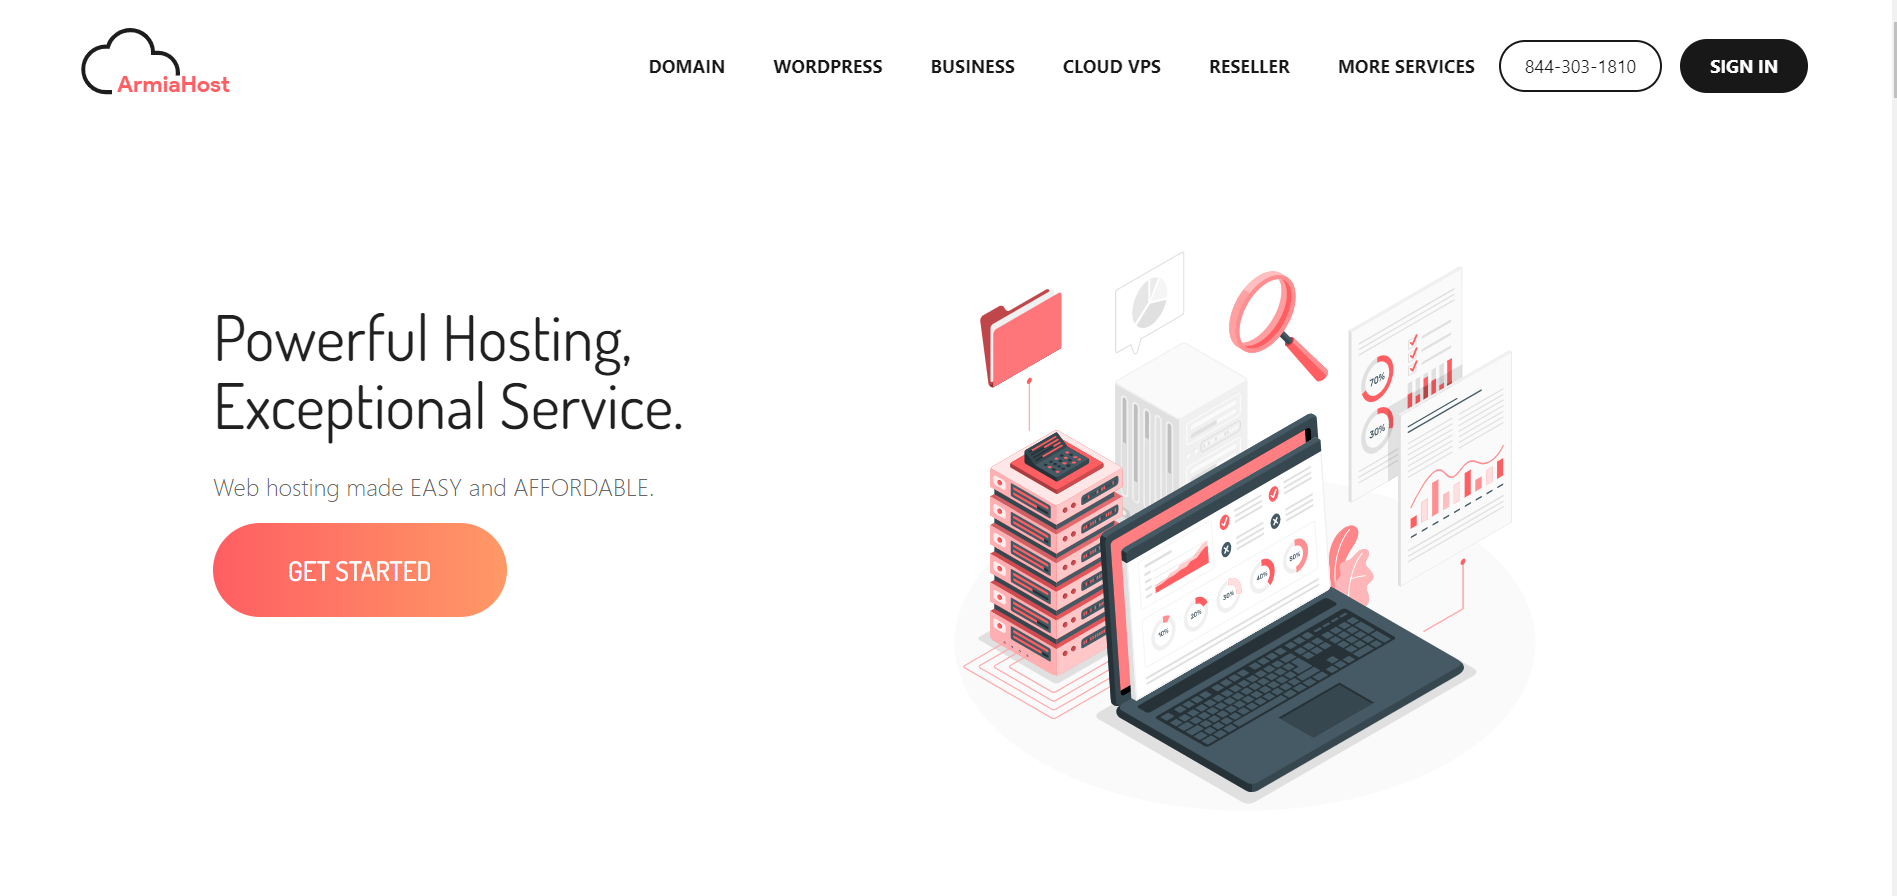 ArmiaHost
DOMAIN
WORDPRESS
BUSINESS
CLOUD VPS
RESELLER
MORE SERVICES
844-303-1810
SIGN IN
Powerful Hosting,
Exceptional Service.
Web hosting made EASY and AFFORDABLE.
GET STARTED
70%
30%
10%
20%
30%
40%
50%